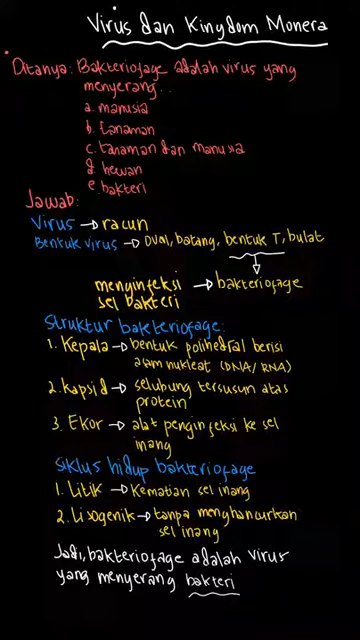 Virus dan Kingdom Monera
Ditanya: Bakteriofage adalah virus yang
menyerang...
a. manusia
b. tanaman
c. tanaman dan manusia
d. hewan
e. bakteri
Jawab:
Virus → racun
Bentuk virus → oval, batang, bentuk T, bulat
menginfeksi → bakteriofage
sel bakteri
Struktur bakteriofage:
1. Kepala → bentuk polihedral berisi
asam nukleat (DNA/RNA)
2. Kapsid → selubung tersusun atas
protein
3. Ekor → alat penginfeksi ke sel
inang
Siklus hidup bakteriofage
1. Litik → Kematian sel inang
2. Lisogenik → tanpa menghancurkan
sel inang
Jadi, bakteriofage adalah virus
yang menyerang bakteri